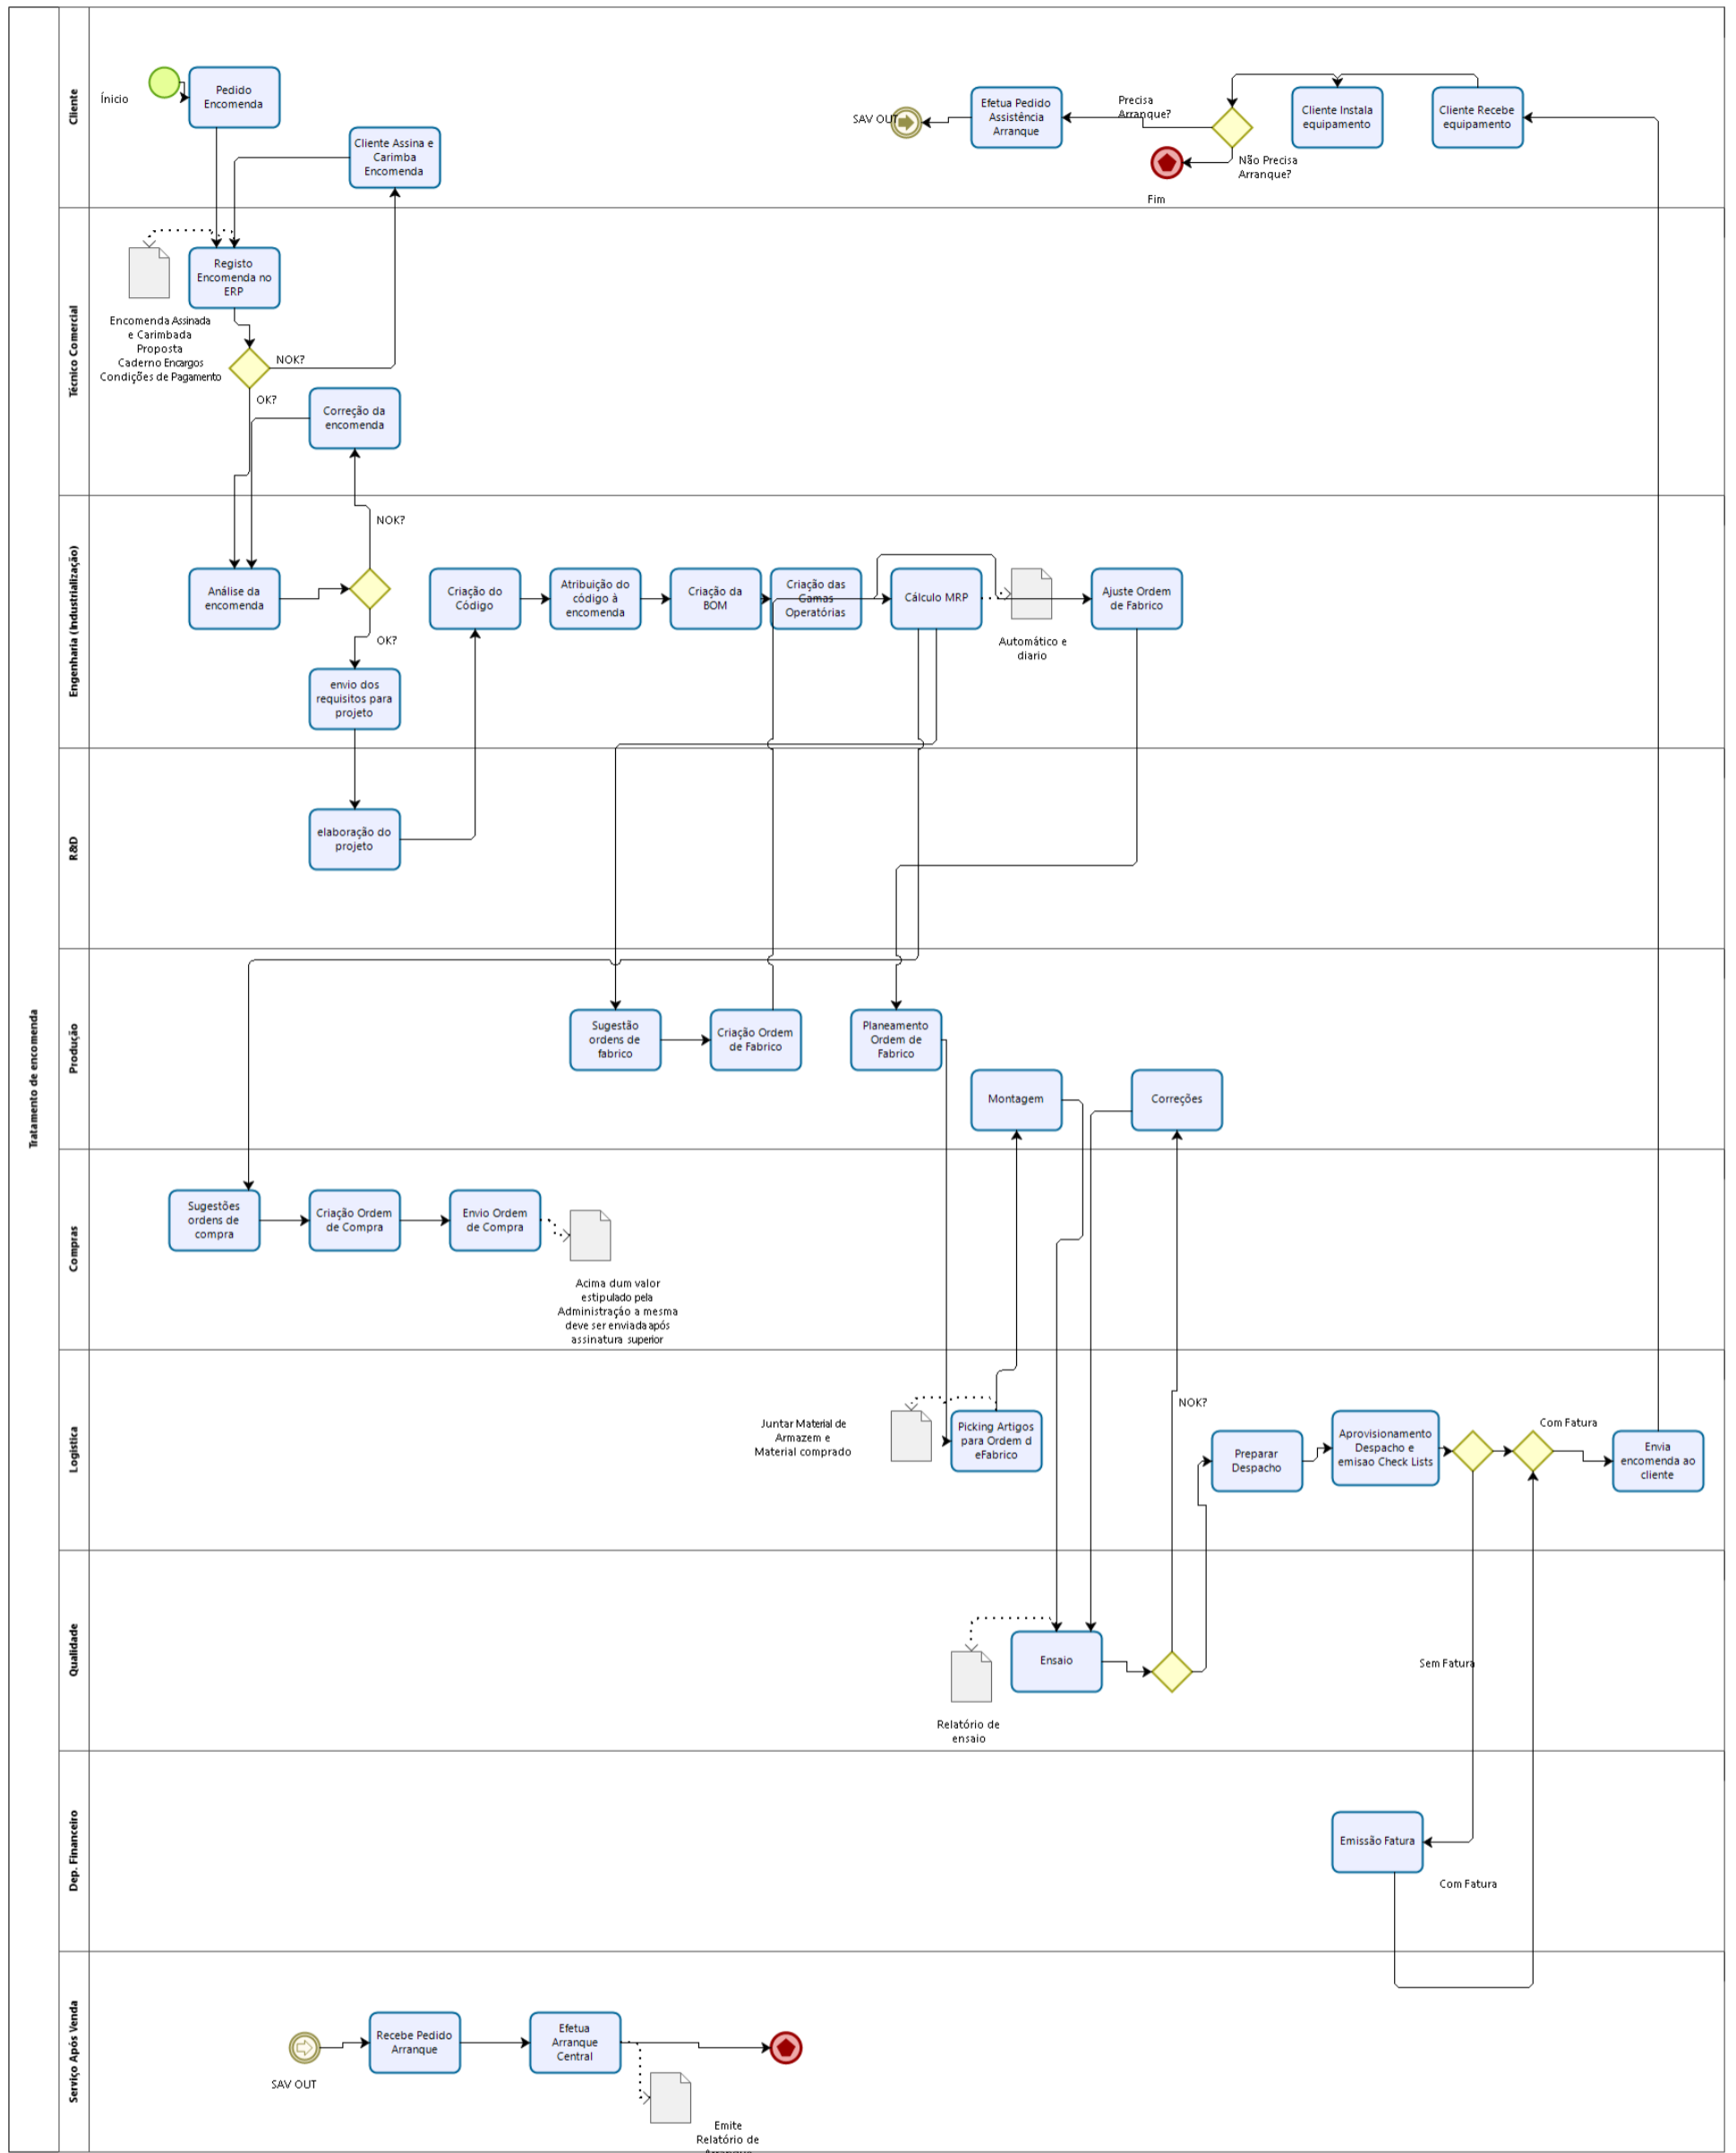 Tratamento de encomenda
Cliente
Ínicio
Pedido
Encomenda
Cliente Assina e
Carimba
Encomenda
SAV OUT
Efetua Pedido
Assistência
Arranque
Precisa
Arranque?
Não Precisa
Arranque?
Fim
Cliente Instala
equipamento
Cliente Recebe
equipamento
Técnico Comercial
Registo
Encomenda no
ERP
Encomenda Assinada
e Carimbada
Proposta
Caderno Encargos
Condições de Pagamento
NOK?
OK?
Correção da
encomenda
Engenharia (Industrialização)
Análise da
encomenda
NOK?
OK?
envio dos
requisitos para
projeto
Criação do
Código
Atribuição do
código à
encomenda
Criação da
BOM
Criação das
Gamas
Operatórias
Cálculo MRP
Automático e
diario
Ajuste Ordem
de Fabrico
R&D
elaboração do
projeto
Produção
Sugestão
ordens de
fabrico
Criação Ordem
de Fabrico
Planeamento
Ordem de
Fabrico
Montagem
Correções
Compras
Sugestões
ordens de
compra
Criação Ordem
de Compra
Envio Ordem
de Compra
Acima dum valor
estipulado pela
Administração a mesma
deve ser enviada após
assinatura superior
Logistica
Juntar Material de
Armazem e
Material comprado
Picking Artigos
para Ordem d
eFabrico
NOK?
Preparar
Despacho
Aprovisionamento
Despacho e
emisao Check Lists
Com Fatura
Envia
encomenda ao
cliente
Qualidade
Relatório de
ensaio
Ensaio
Sem Fatura
Dep. Financeiro
Emissão Fatura
Com Fatura
Serviço Após Venda
SAV OUT
Recebe Pedido
Arranque
Efetua
Arranque
Central
Emite
Relatório de